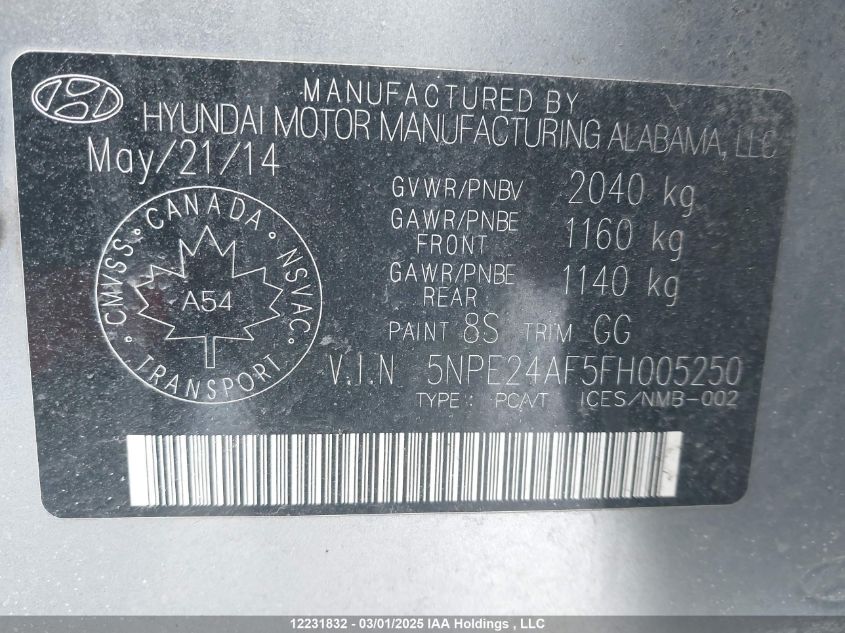 MANUFACTURED BY
HYUNDAI MOTOR MANUFACTURING ALABAMA, LLC
May/21/14
GVWR/PNBV 2040 kg
GAWR/PNBE FRONT 1160 kg
GAWR/PNBE REAR 1140 kg
CANADA · NSVAC · TRANSPORT · CMVSS ·
A54
PAINT 8S TRIM GG
V.I.N 5NPE24AF5FH005250
TYPE : PCA/T ICES/NMB-002
12231832 - 03/01/2025 IAA Holdings , LLC